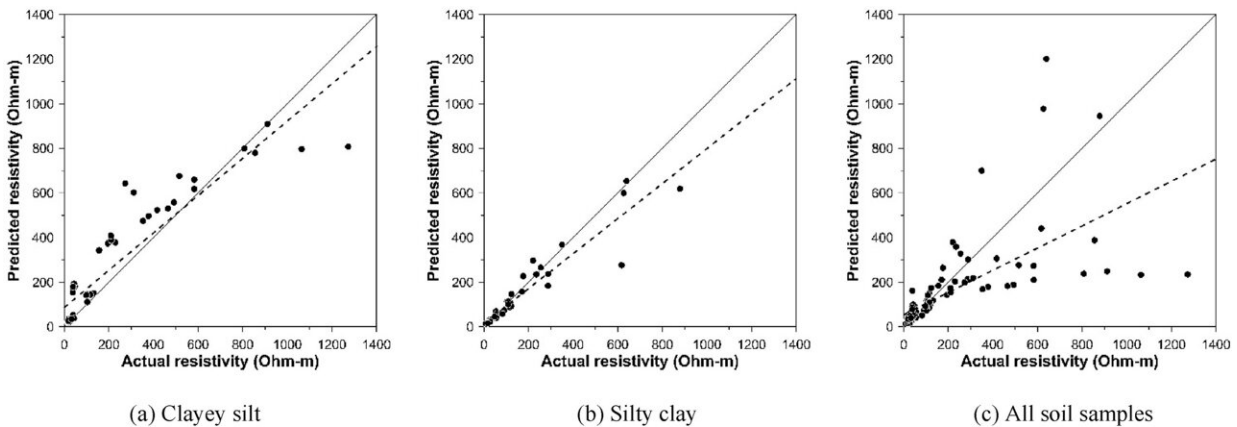 1400
1200
1000
800
600
400
200
0
Predicted resistivity (Ohm-m)
0 200 400 600 800 1000 1200 1400
Actual resistivity (Ohm-m)
(a) Clayey silt
1400
1200
1000
800
600
400
200
0
Predicted resistivity (Ohm-m)
0 200 400 600 800 1000 1200 1400
Actual resistivity (Ohm-m)
(b) Silty clay
1400
1200
1000
800
600
400
200
0
Predicted resistivity (Ohm-m)
0 200 400 600 800 1000 1200 1400
Actual resistivity (Ohm-m)
(c) All soil samples